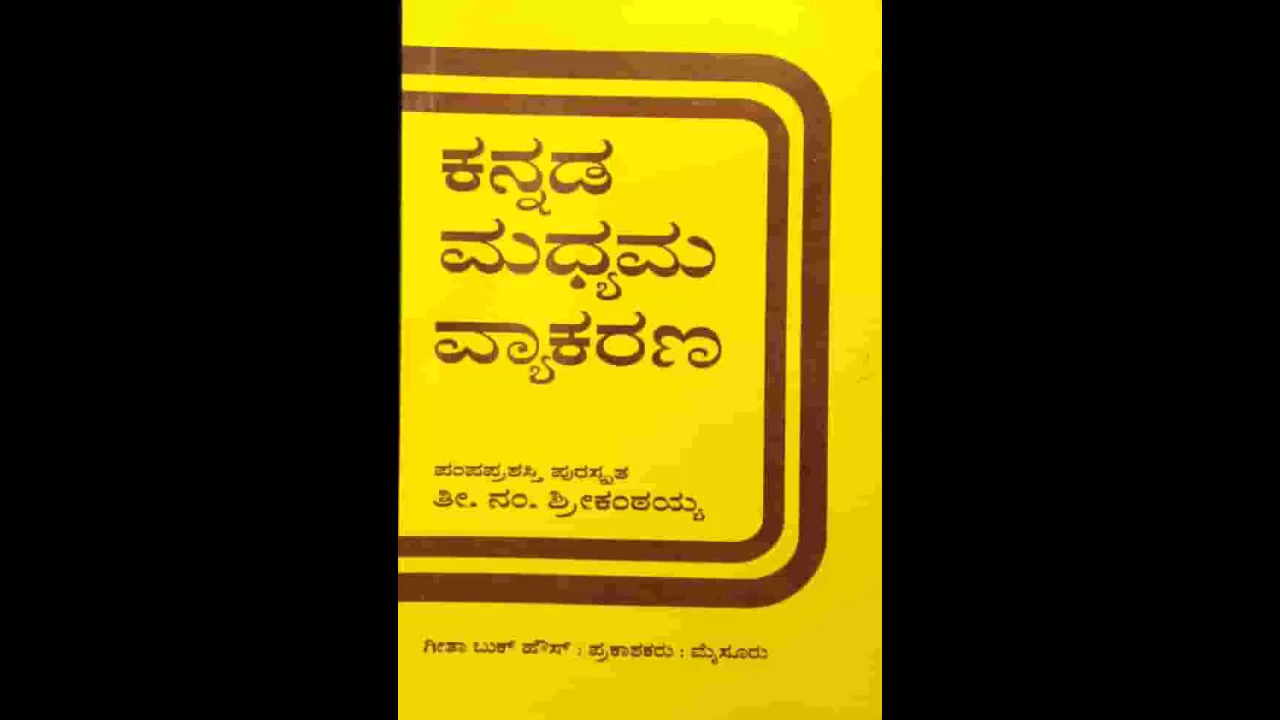 ಕನ್ನಡ
ಮಧ್ಯಮ
ವ್ಯಾಕರಣ
ಪಂಪಪ್ರಶಸ್ತಿ ಪುರಸ್ಕೃತ
ತೀ. ನಂ. ಶ್ರೀಕಂಠಯ್ಯ
ಗೀತಾ ಬುಕ್ ಹೌಸ್ : ಪ್ರಕಾಶಕರು : ಮೈಸೂರು